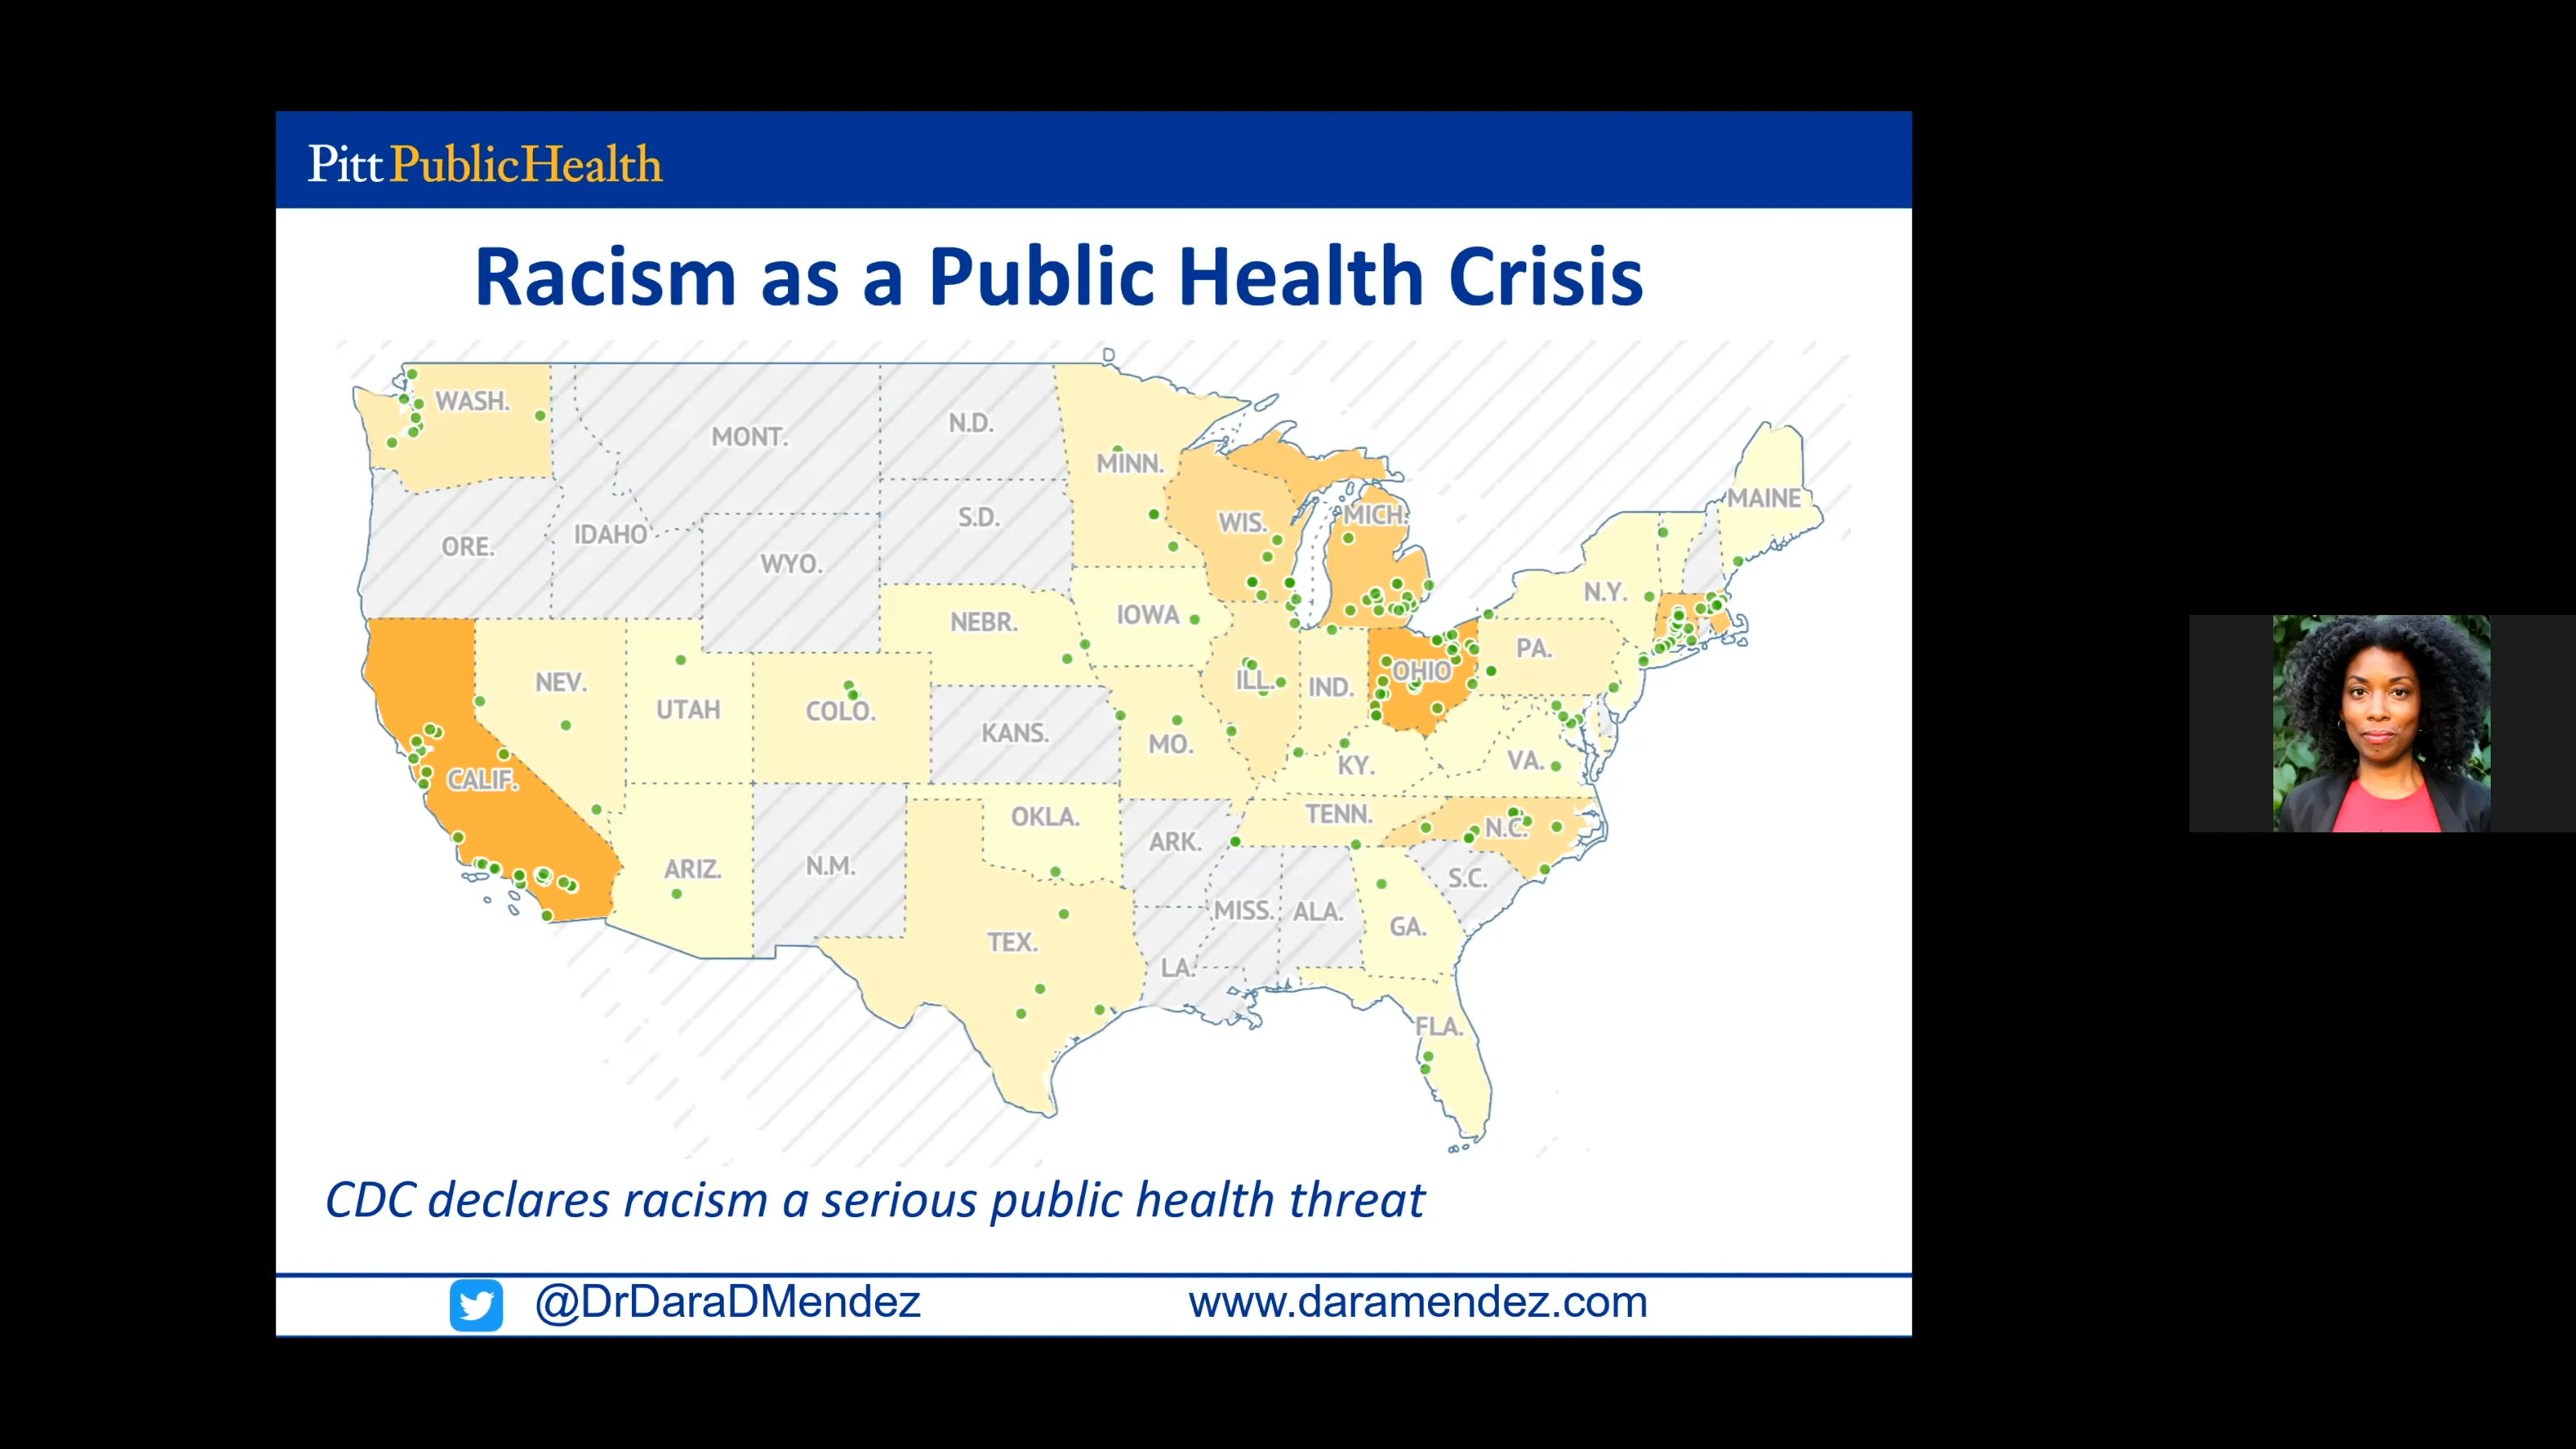 Pitt PublicHealth
Racism as a Public Health Crisis
WASH.
MONT.
N.D.
MINN.
MAINE
ORE.
IDAHO
S.D.
WIS.
MICH.
WYO.
N.Y.
NEBR.
IOWA
PA.
NEV.
UTAH
COLO.
ILL.
IND.
OHIO
KANS.
MO.
CALIF.
KY.
VA.
OKLA.
TENN.
N.C.
ARK.
ARIZ.
N.M.
S.C.
MISS.
ALA.
GA.
TEX.
LA.
FLA.
CDC declares racism a serious public health threat
@DrDaraDMendez www.daramendez.com